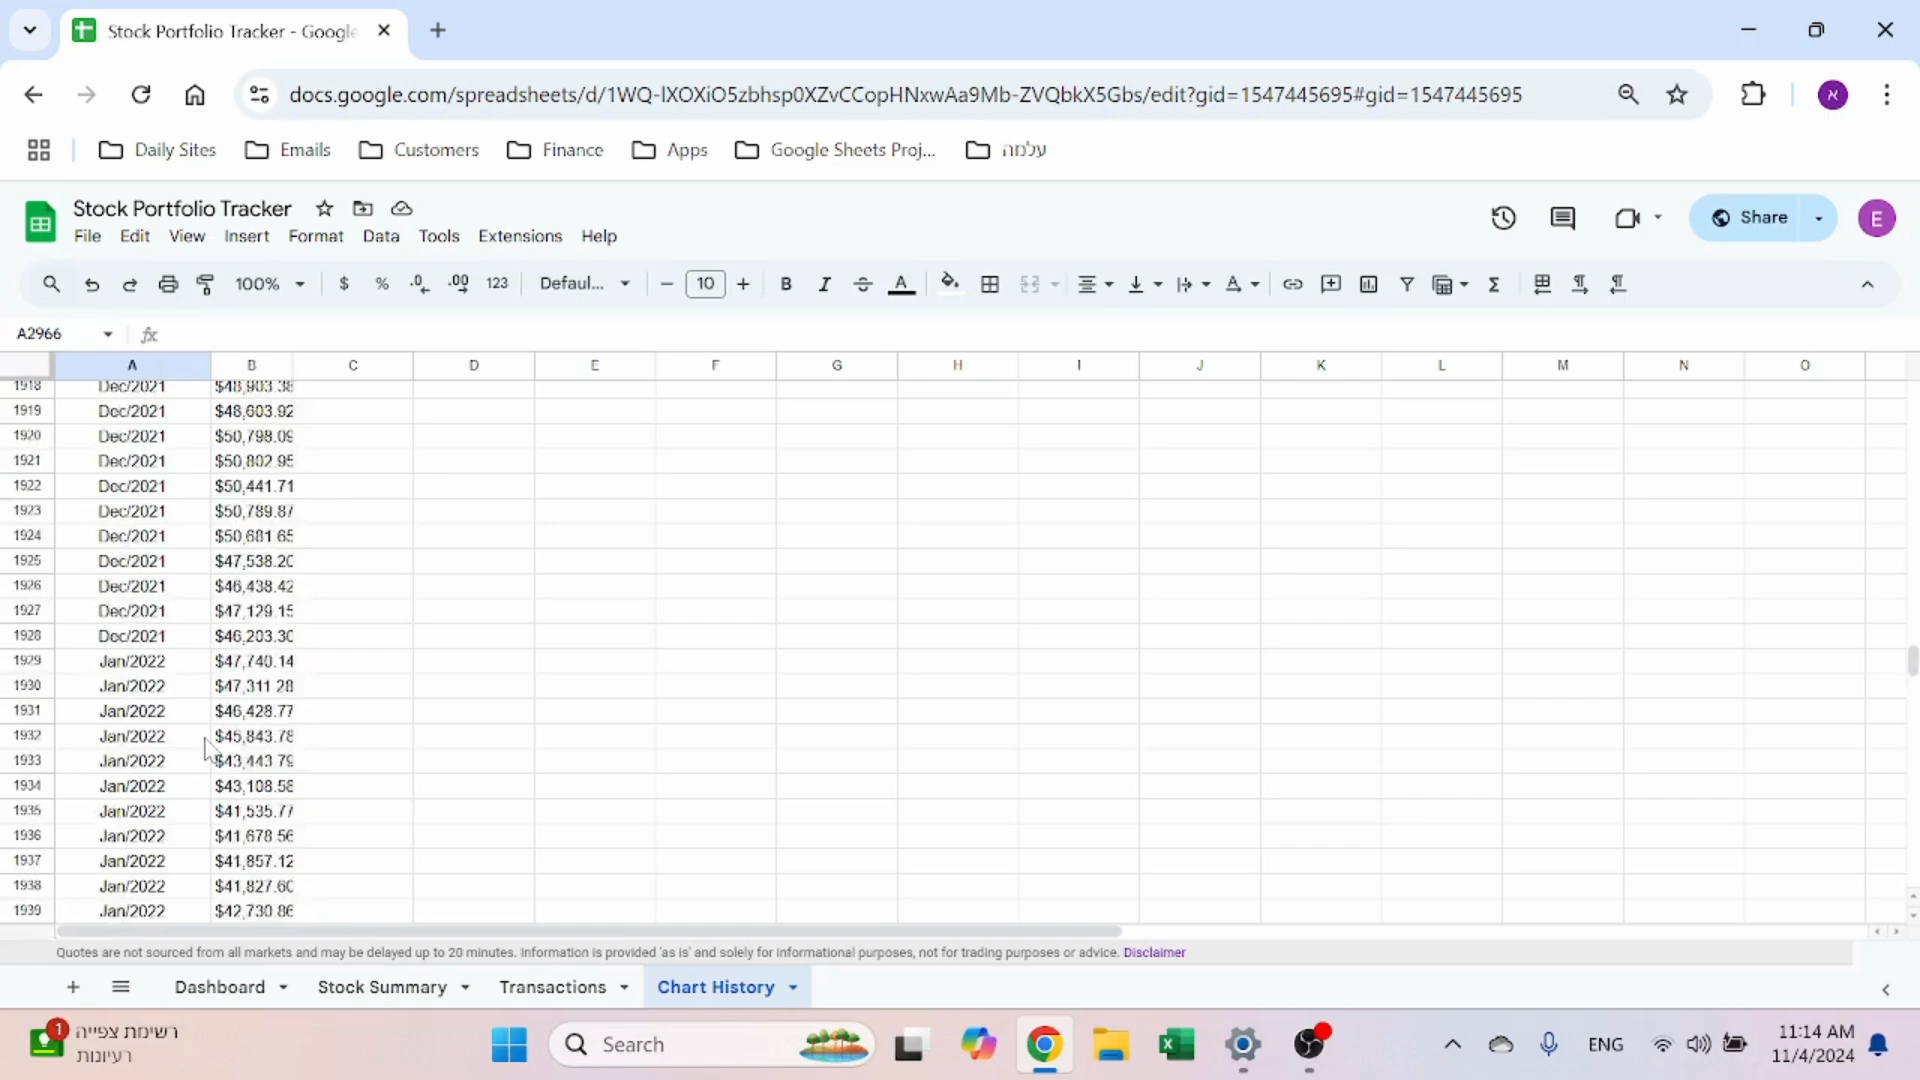 Stock Portfolio Tracker - Google
docs.google.com/spreadsheets/d/1WQ-lXOXiO5zbhsp0XZvCCopHNxwAa9Mb-ZVQbkX5Gbs/edit?gid=1547445695#gid=1547445695
א
Daily Sites Emails Customers Finance Apps Google Sheets Proj... עלמה
Stock Portfolio Tracker
Share
E
File Edit View Insert Format Data Tools Extensions Help
100% $ % .0 .00 123 Defaul... 10 B I A
A2966 fx
A B C D E F G H I J K L M N O
1918 Dec/2021 $48,903.38
1919 Dec/2021 $48,603.92
1920 Dec/2021 $50,798.09
1921 Dec/2021 $50,802.95
1922 Dec/2021 $50,441.71
1923 Dec/2021 $50,789.87
1924 Dec/2021 $50,681.65
1925 Dec/2021 $47,538.20
1926 Dec/2021 $46,438.42
1927 Dec/2021 $47,129.15
1928 Dec/2021 $46,203.30
1929 Jan/2022 $47,740.14
1930 Jan/2022 $47,311.28
1931 Jan/2022 $46,428.77
1932 Jan/2022 $45,843.78
1933 Jan/2022 $43,443.79
1934 Jan/2022 $43,108.58
1935 Jan/2022 $41,535.77
1936 Jan/2022 $41,678.56
1937 Jan/2022 $41,857.12
1938 Jan/2022 $41,827.60
1939 Jan/2022 $42,730.86
Quotes are not sourced from all markets and may be delayed up to 20 minutes. Information is provided 'as is' and solely for informational purposes, not for trading purposes or advice. Disclaimer
Dashboard Stock Summary Transactions Chart History
1 רשימת צפייה
רעיונות
Search
ENG
11:14 AM
11/4/2024